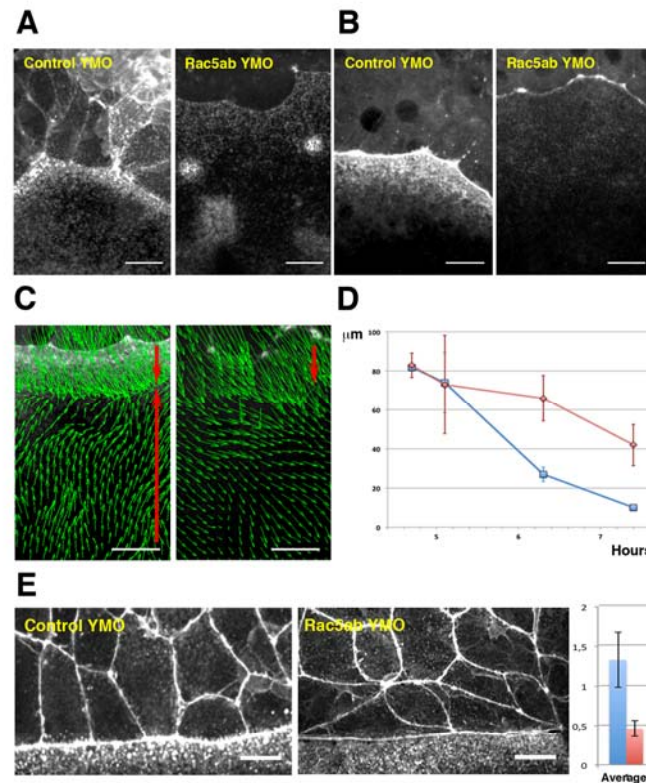 A
B
Control YMO
Rac5ab YMO
Control YMO
Rac5ab YMO
C
D
μm
100
80
60
40
20
0
5
6
7
Hours
E
Control YMO
Rac5ab YMO
2
1,5
1
0,5
0
Average